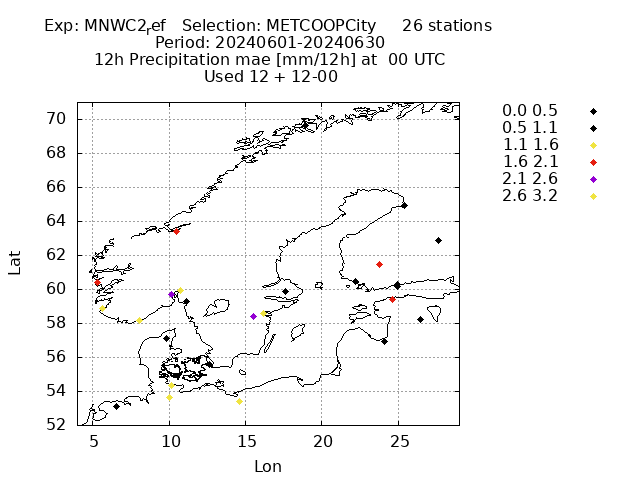 Exp: MNWC2ref   Selection: METCOOPCity     26 stations
Period: 20240601-20240630
12h Precipitation mae [mm/12h] at  00 UTC
Used 12 + 12-00
0.0 0.5
0.5 1.1
1.1 1.6
1.6 2.1
2.1 2.6
2.6 3.2
70
68
66
64
62
60
58
56
54
52
Lat
5 10 15 20 25
Lon